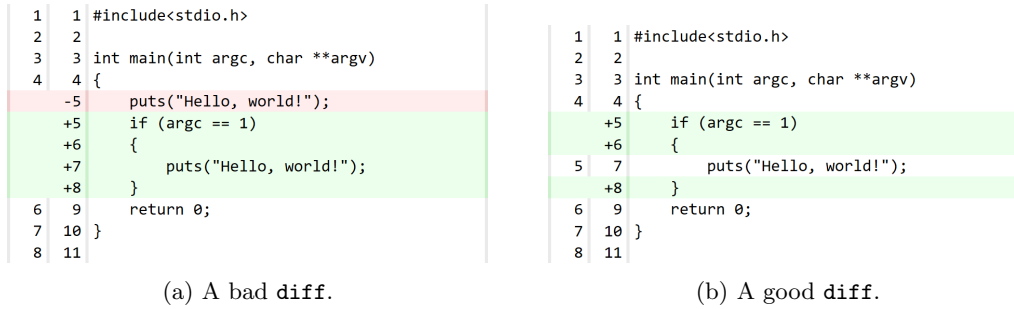 1 1 #include<stdio.h>
2 2
3 3 int main(int argc, char **argv)
4 4 {
-5 puts("Hello, world!");
+5 if (argc == 1)
+6 {
+7 puts("Hello, world!");
+8 }
6 9 return 0;
7 10 }
8 11
(a) A bad diff.
1 1 #include<stdio.h>
2 2
3 3 int main(int argc, char **argv)
4 4 {
+5 if (argc == 1)
+6 {
5 7 puts("Hello, world!");
+8 }
6 9 return 0;
7 10 }
8 11
(b) A good diff.